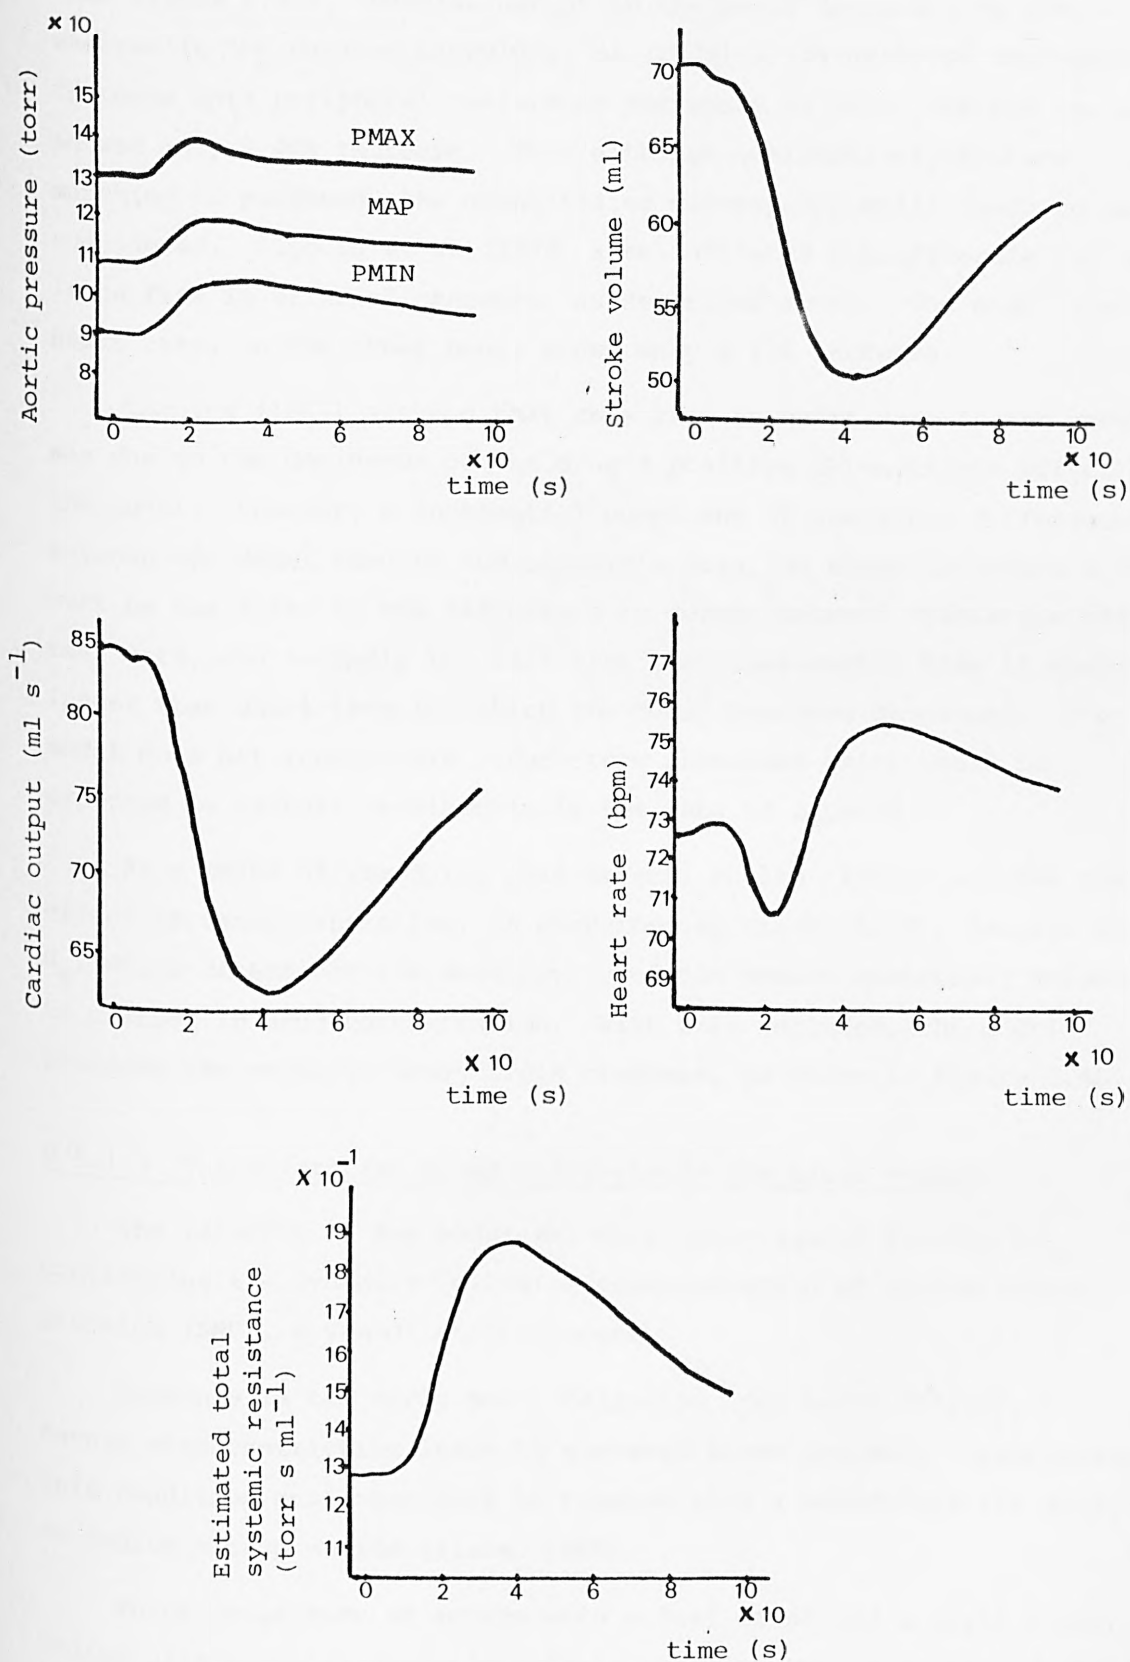 × 10
Aortic pressure (torr)
15
14
13
12
11
10
9
8
PMAX
MAP
PMIN
0 2 4 6 8 10
× 10
time (s)
Stroke volume (ml)
70
65
60
55
50
0 2 4 6 8 10
× 10
time (s)
Cardiac output (ml s⁻¹)
85
80
75
70
65
0 2 4 6 8 10
× 10
time (s)
Heart rate (bpm)
77
76
75
74
73
72
71
70
69
0 2 4 6 8 10
× 10
time (s)
× 10⁻¹
Estimated total
systemic resistance
(torr s ml⁻¹)
19
18
17
16
15
14
13
12
11
0 2 4 6 8 10
× 10
time (s)